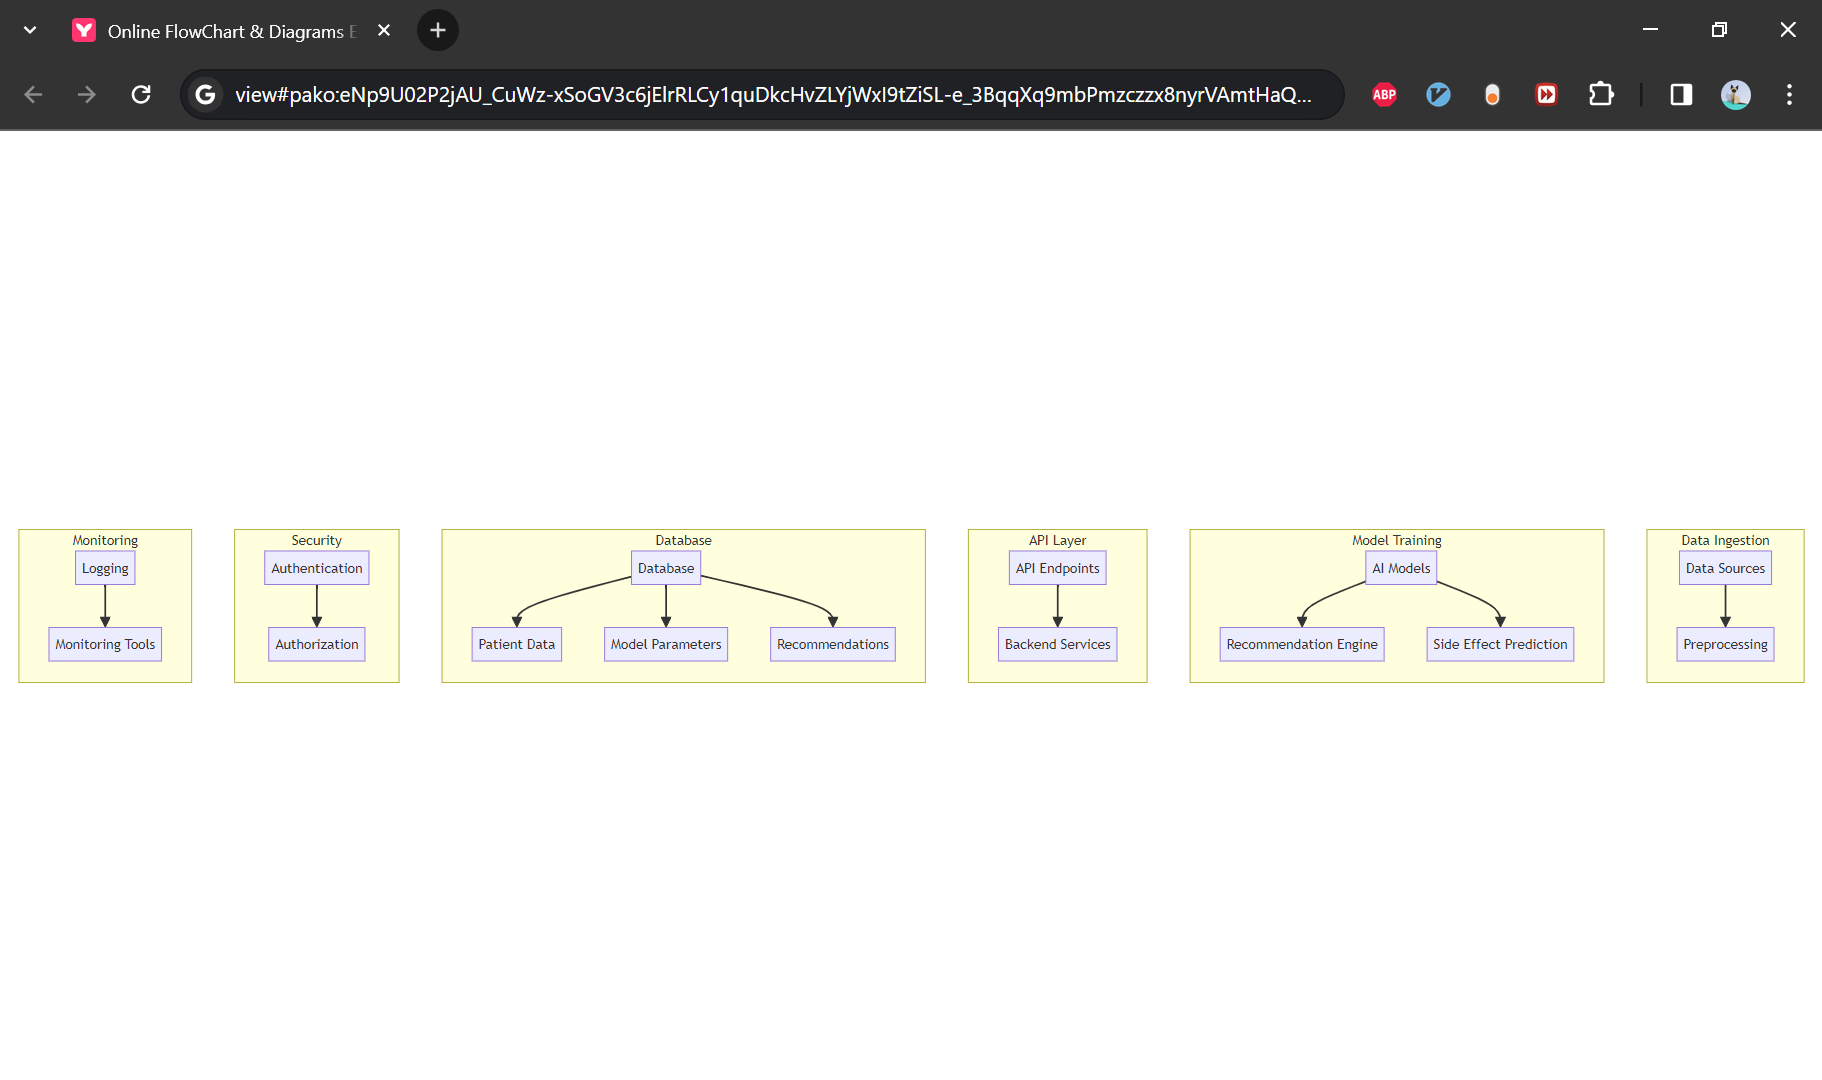 Online FlowChart & Diagrams E
view#pako:eNp9U02P2jAU_CuWz-xSoGV3c6jElrRLCy1quDkcHvZLYjWxI9tZiSL-e_3BqqXq9mbPmzczzx8nyrVAmtHaQ...
ABP
Monitoring
Logging
Monitoring Tools
Security
Authentication
Authorization
Database
Database
Patient Data
Model Parameters
Recommendations
API Layer
API Endpoints
Backend Services
Model Training
AI Models
Recommendation Engine
Side Effect Prediction
Data Ingestion
Data Sources
Preprocessing